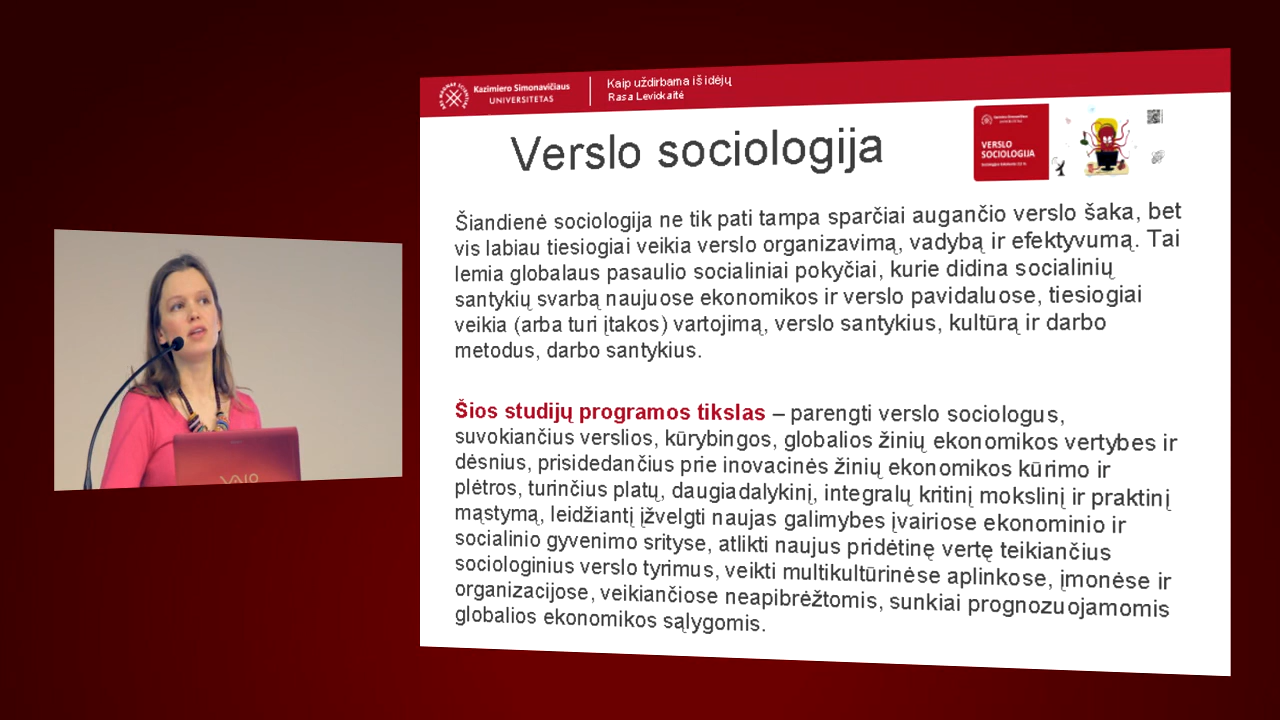 Kazimiero Simonavičiaus
UNIVERSITETAS
Kaip uždirbama iš idėjų
Rasa Levickaitė
Verslo sociologija
VERSLO
SOCIOLOGIJA
Šiandienė sociologija ne tik pati tampa sparčiai augančio verslo šaka, bet
vis labiau tiesiogiai veikia verslo organizavimą, vadybą ir efektyvumą. Tai
lemia globalaus pasaulio socialiniai pokyčiai, kurie didina socialinių
santykių svarbą naujuose ekonomikos ir verslo pavidaluose, tiesiogiai
veikia (arba turi įtakos) vartojimą, verslo santykius, kultūrą ir darbo
metodus, darbo santykius.
Šios studijų programos tikslas – parengti verslo sociologus,
suvokiančius verslios, kūrybingos, globalios žinių ekonomikos vertybes ir
dėsnius, prisidedančius prie inovacinės žinių ekonomikos kūrimo ir
plėtros, turinčius platų, daugiadalykinį, integralų kritinį mokslinį ir praktinį
mąstymą, leidžiantį įžvelgti naujas galimybes įvairiose ekonominio ir
socialinio gyvenimo srityse, atlikti naujus pridėtinę vertę teikiančius
sociologinius verslo tyrimus, veikti multikultūrinėse aplinkose, įmonėse ir
organizacijose, veikiančiose neapibrėžtomis, sunkiai prognozuojamomis
globalios ekonomikos sąlygomis.
VAIO